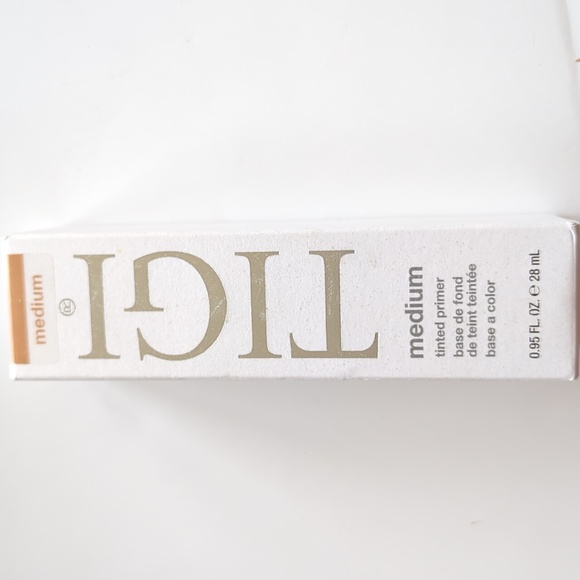 TIGI
®
medium
medium
tinted primer
base de fond
de teint teintée
base a color
0.95 FL. OZ. ℮ 28 mL